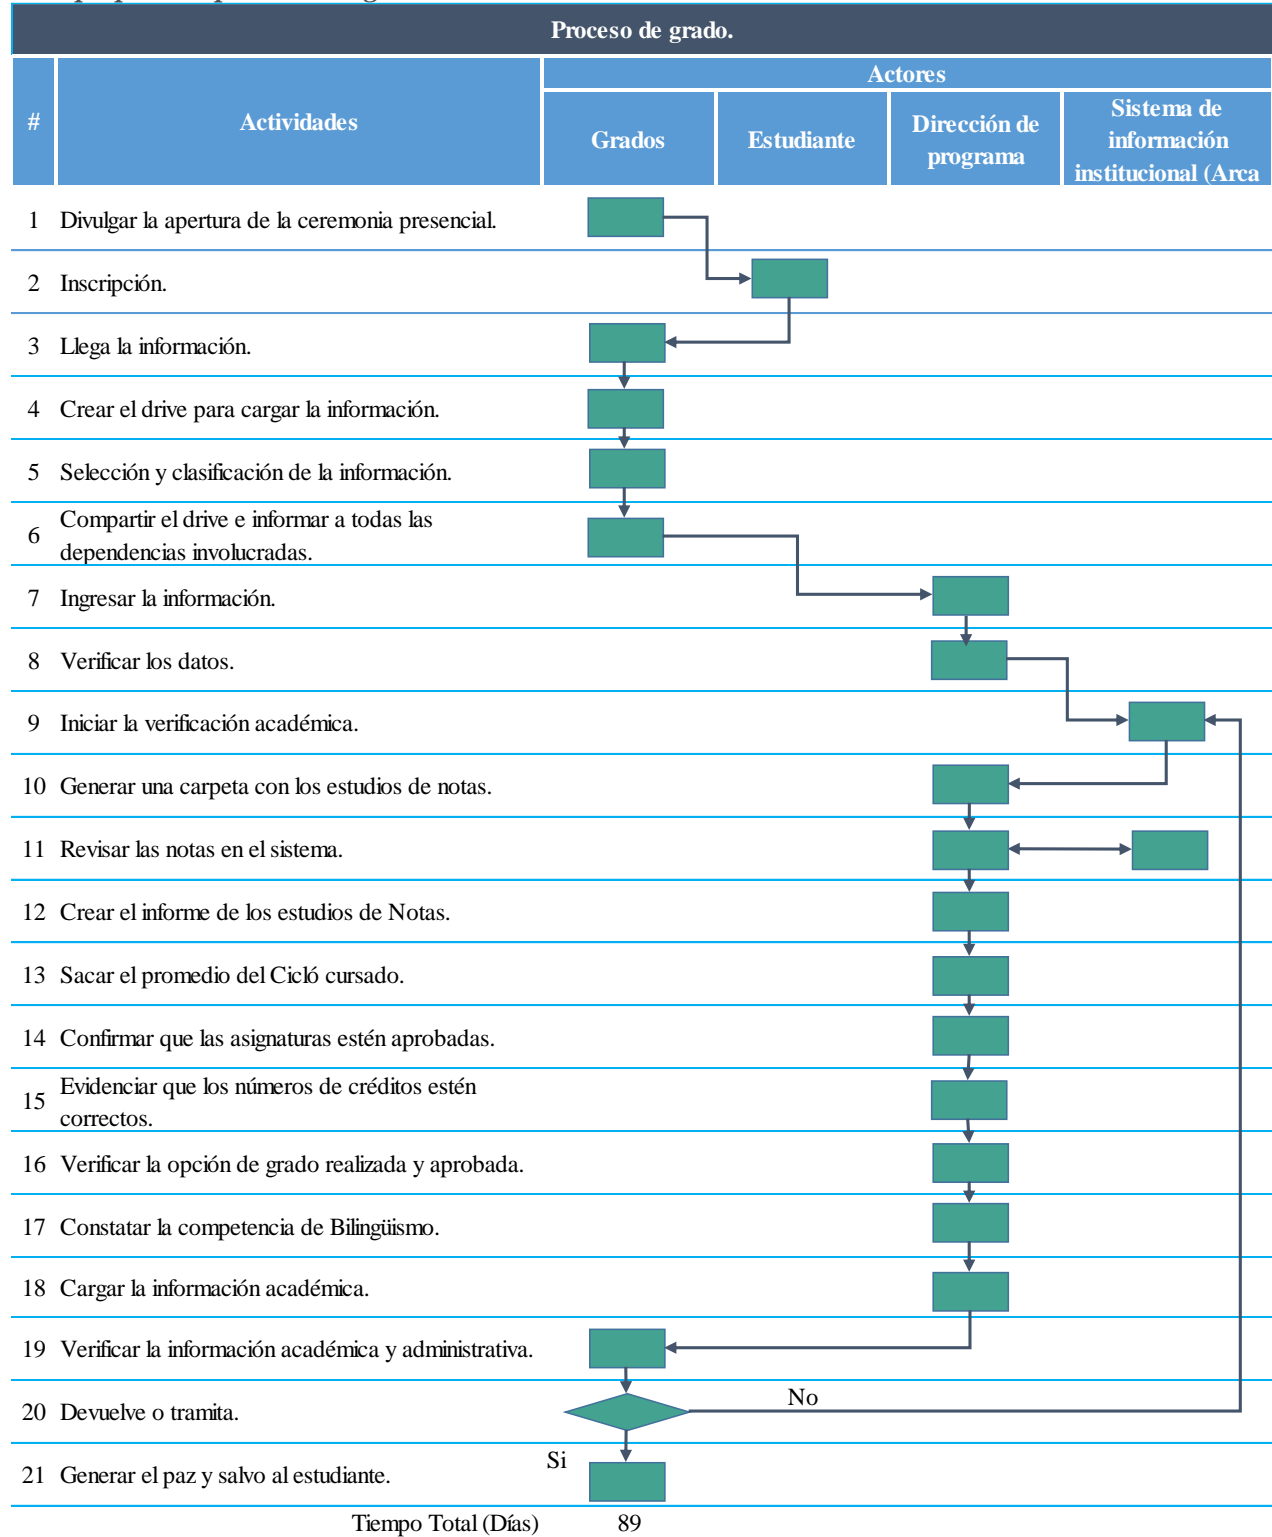 Proceso de grado.
Actores
#
Actividades
Grados
Estudiante
Dirección de
programa
Sistema de
información
institucional (Arca
1 Divulgar la apertura de la ceremonia presencial.
2 Inscripción.
3 Llega la información.
4 Crear el drive para cargar la información.
5 Selección y clasificación de la información.
6 Compartir el drive e informar a todas las
dependencias involucradas.
7 Ingresar la información.
8 Verificar los datos.
9 Iniciar la verificación académica.
10 Generar una carpeta con los estudios de notas.
11 Revisar las notas en el sistema.
12 Crear el informe de los estudios de Notas.
13 Sacar el promedio del Cicló cursado.
14 Confirmar que las asignaturas estén aprobadas.
15 Evidenciar que los números de créditos estén
correctos.
16 Verificar la opción de grado realizada y aprobada.
17 Constatar la competencia de Bilingüismo.
18 Cargar la información académica.
19 Verificar la información académica y administrativa.
20 Devuelve o tramita.
No
Si
21 Generar el paz y salvo al estudiante.
Tiempo Total (Días) 89